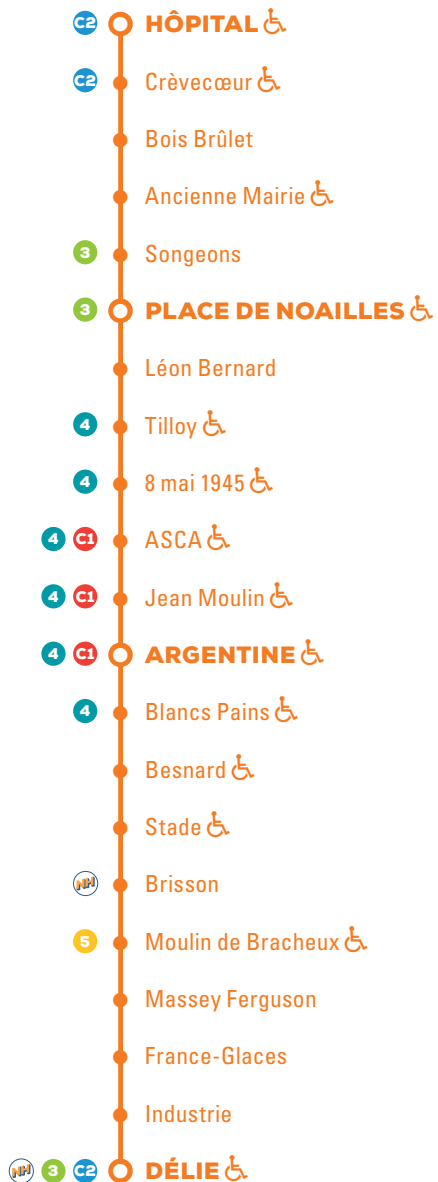 C2 HÔPITAL
C2 Crèvecœur
Bois Brûlet
Ancienne Mairie
3 Songeons
3 PLACE DE NOAILLES
Léon Bernard
4 Tilloy
4 8 mai 1945
4 C1 ASCA
4 C1 Jean Moulin
4 C1 ARGENTINE
4 Blancs Pains
Besnard
Stade
NH Brisson
5 Moulin de Bracheux
Massey Ferguson
France-Glaces
Industrie
NH 3 C2 DÉLIE